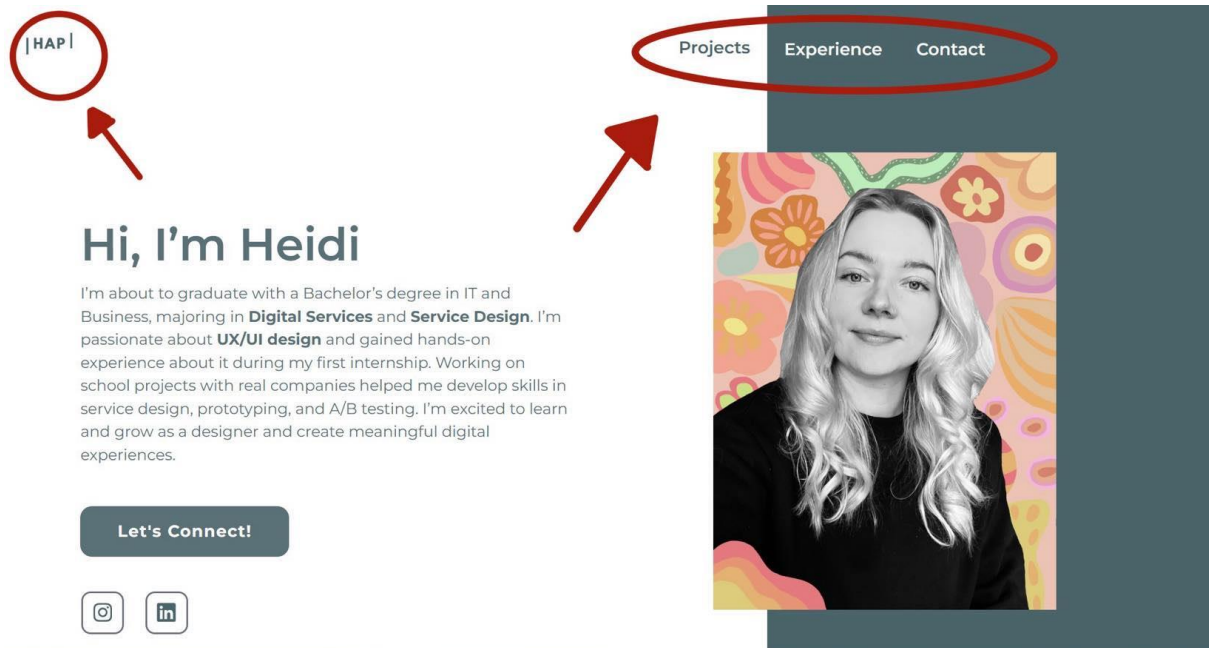 |HAP|
Projects Experience Contact
Hi, I’m Heidi
I’m about to graduate with a Bachelor’s degree in IT and
Business, majoring in Digital Services and Service Design. I’m
passionate about UX/UI design and gained hands-on
experience about it during my first internship. Working on
school projects with real companies helped me develop skills in
service design, prototyping, and A/B testing. I’m excited to learn
and grow as a designer and create meaningful digital
experiences.
Let's Connect!
in